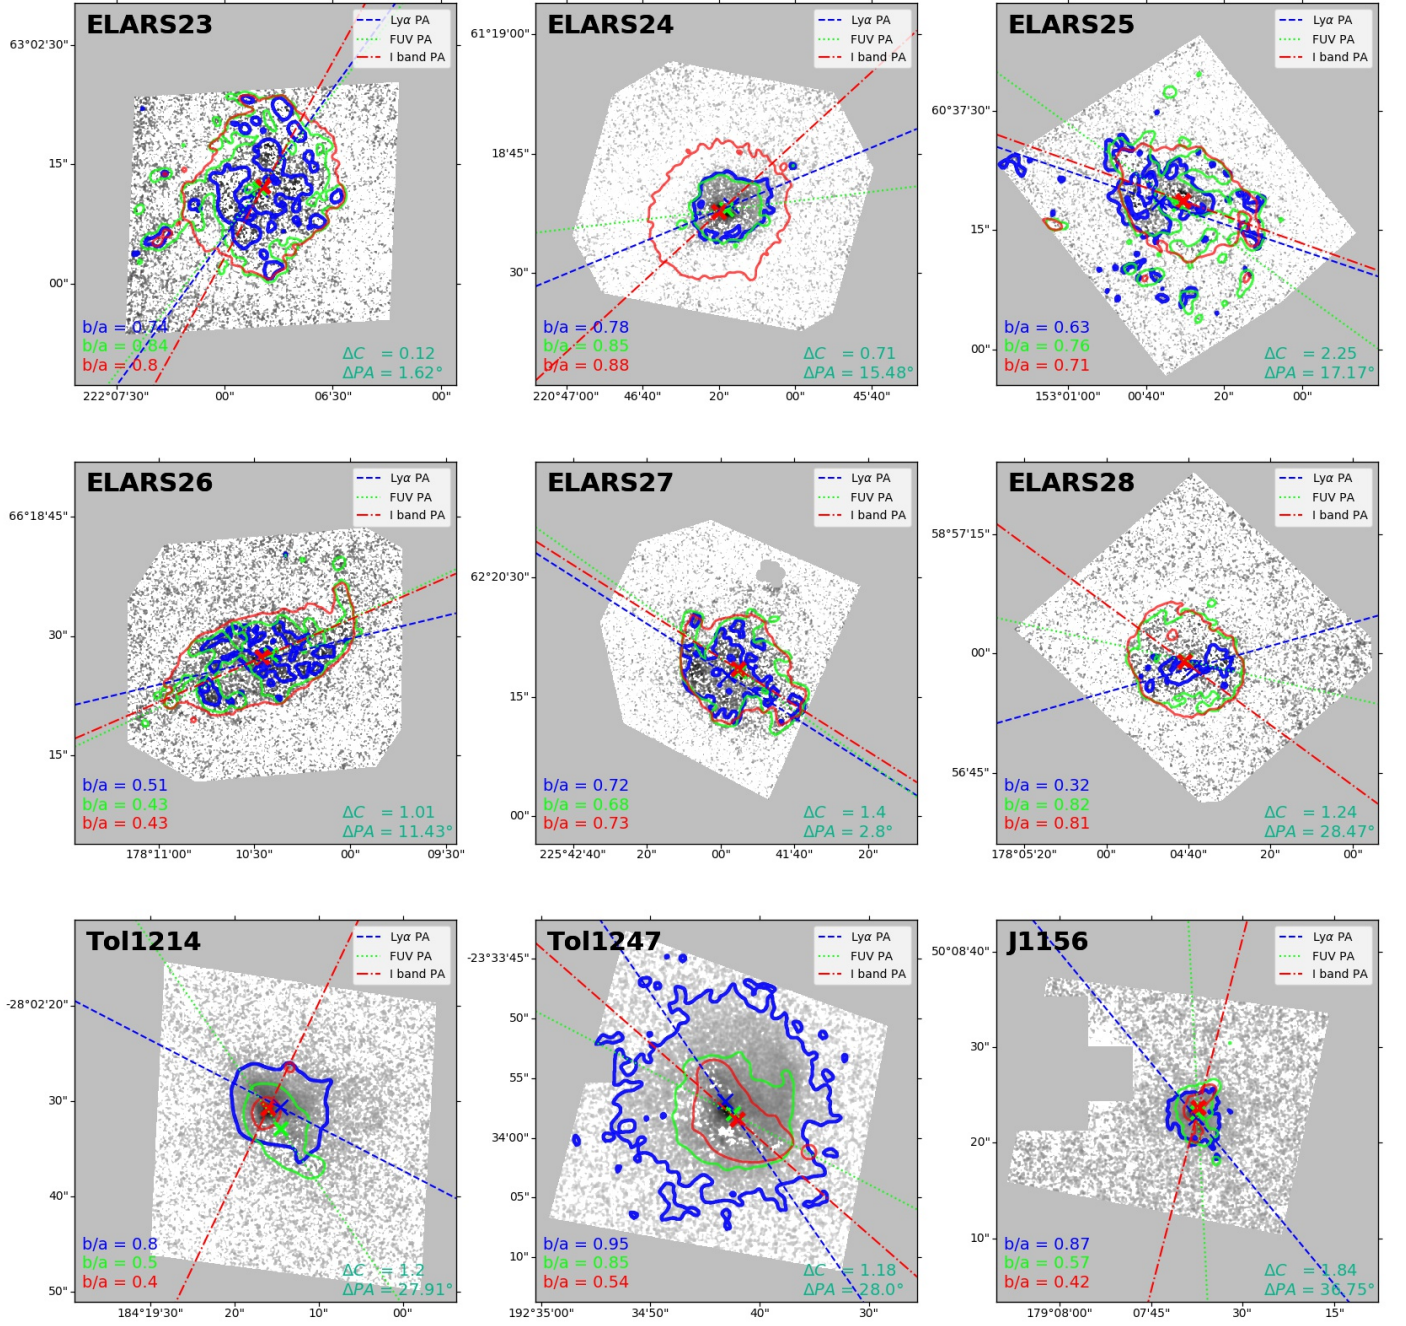 ELARS23
Lyα PA
FUV PA
I band PA
63°02'30"
15"
00"
b/a = 0.74
b/a = 0.84
b/a = 0.8
ΔC = 0.12
ΔPA = 1.62°
222°07'30" 00" 06'30" 00"
ELARS24
Lyα PA
FUV PA
I band PA
61°19'00"
18'45"
30"
b/a = 0.78
b/a = 0.85
b/a = 0.88
ΔC = 0.71
ΔPA = 15.48°
220°47'00" 46'40" 20" 00" 45'40"
ELARS25
Lyα PA
FUV PA
I band PA
60°37'30"
15"
00"
b/a = 0.63
b/a = 0.76
b/a = 0.71
ΔC = 2.25
ΔPA = 17.17°
153°01'00" 00'40" 20" 00"
ELARS26
Lyα PA
FUV PA
I band PA
66°18'45"
30"
15"
b/a = 0.51
b/a = 0.43
b/a = 0.43
ΔC = 1.01
ΔPA = 11.43°
178°11'00" 10'30" 00" 09'30"
ELARS27
Lyα PA
FUV PA
I band PA
62°20'30"
15"
00"
b/a = 0.72
b/a = 0.68
b/a = 0.73
ΔC = 1.4
ΔPA = 2.8°
225°42'40" 20" 00" 41'40" 20"
ELARS28
Lyα PA
FUV PA
I band PA
58°57'15"
00"
56'45"
b/a = 0.32
b/a = 0.82
b/a = 0.81
ΔC = 1.24
ΔPA = 28.47°
178°05'20" 00" 04'40" 20" 00"
Tol1214
Lyα PA
FUV PA
I band PA
-28°02'20"
30"
40"
50"
b/a = 0.8
b/a = 0.5
b/a = 0.4
ΔC = 1.2
ΔPA = 27.91°
184°19'30" 20" 10" 00"
Tol1247
Lyα PA
FUV PA
I band PA
-23°33'45"
50"
55"
34'00"
05"
10"
b/a = 0.95
b/a = 0.85
b/a = 0.54
ΔC = 1.18
ΔPA = 28.0°
192°35'00" 34'50" 40" 30"
J1156
Lyα PA
FUV PA
I band PA
50°08'40"
30"
20"
10"
b/a = 0.87
b/a = 0.57
b/a = 0.42
ΔC = 1.84
ΔPA = 36.75°
179°08'00" 07'45" 30" 15"